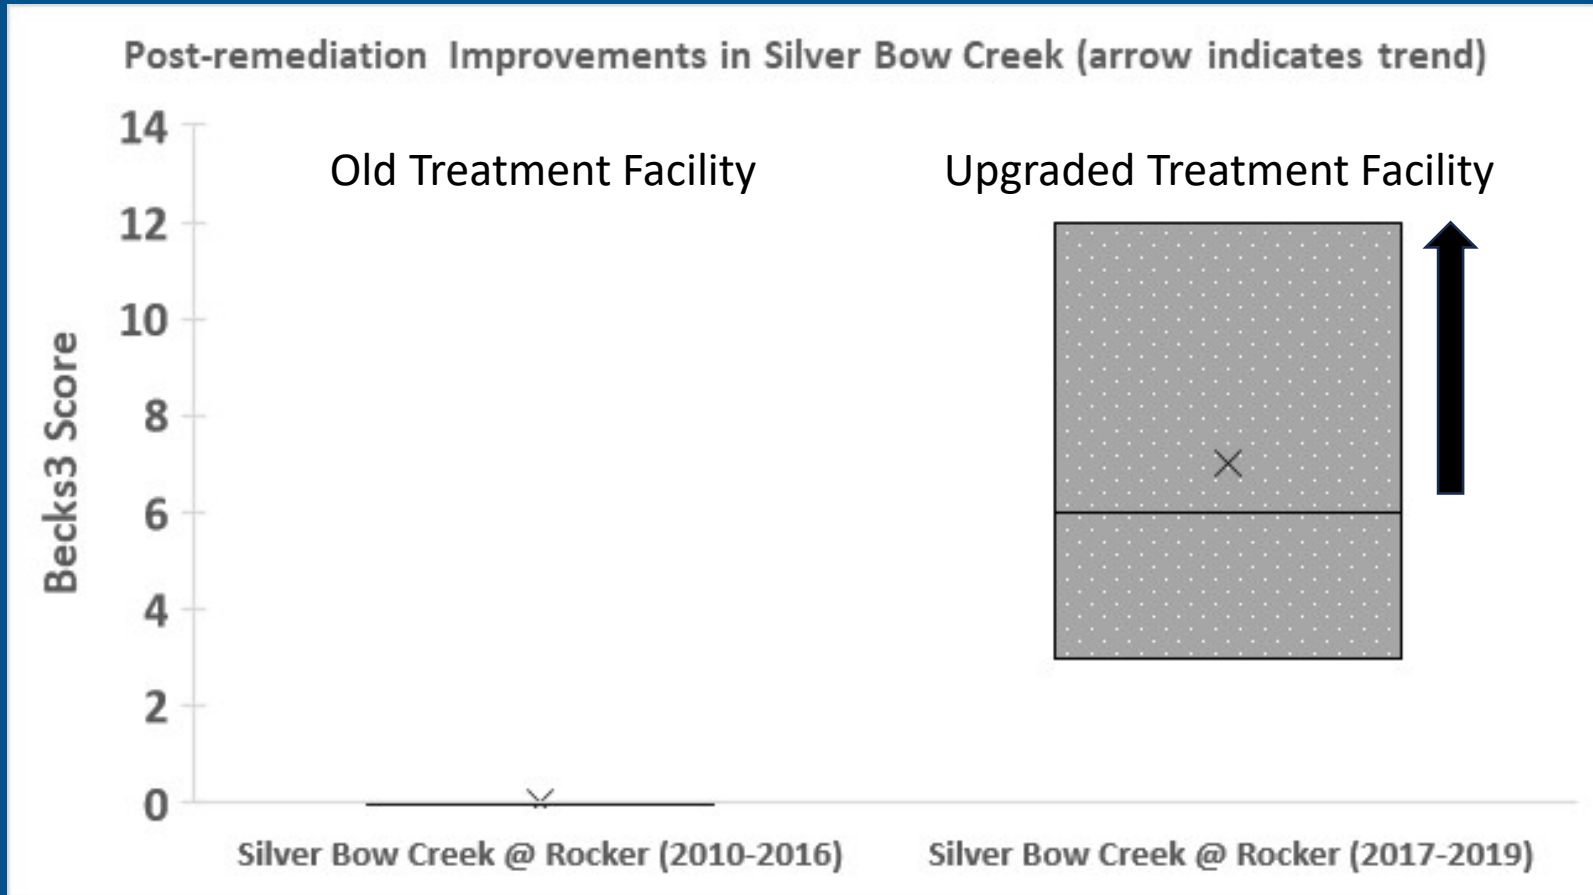 Post-remediation Improvements in Silver Bow Creek (arrow indicates trend)
Old Treatment Facility
Upgraded Treatment Facility
Becks3 Score
14
12
10
8
6
4
2
0
Silver Bow Creek @ Rocker (2010-2016)
Silver Bow Creek @ Rocker (2017-2019)